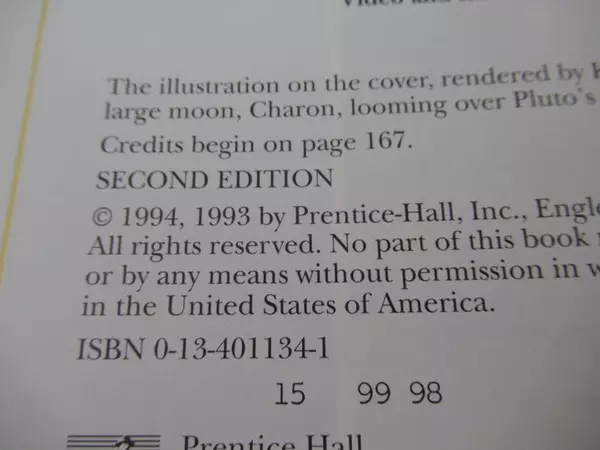 The illustration on the cover, rendered by
large moon, Charon, looming over Pluto's
Credits begin on page 167.
SECOND EDITION
© 1994, 1993 by Prentice-Hall, Inc., Engle
All rights reserved. No part of this book
or by any means without permission in
in the United States of America.
ISBN 0-13-401134-1
15 99 98
Prentice Hall